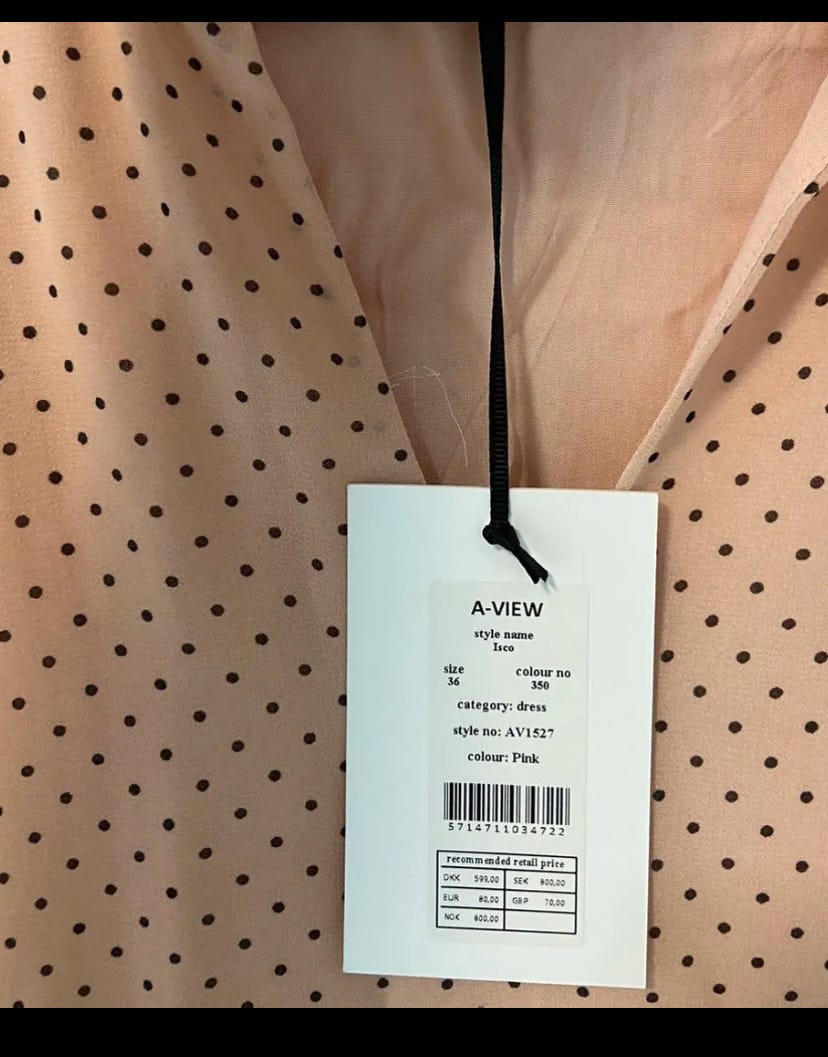 A-VIEW
style name
Isco
size colour no
36 350
category: dress
style no: AV1527
colour: Pink
5714711034722
recommended retail price
DKK 599,00 SEK 800,00
EUR 80,00 GBP 70,00
NOK 800,00